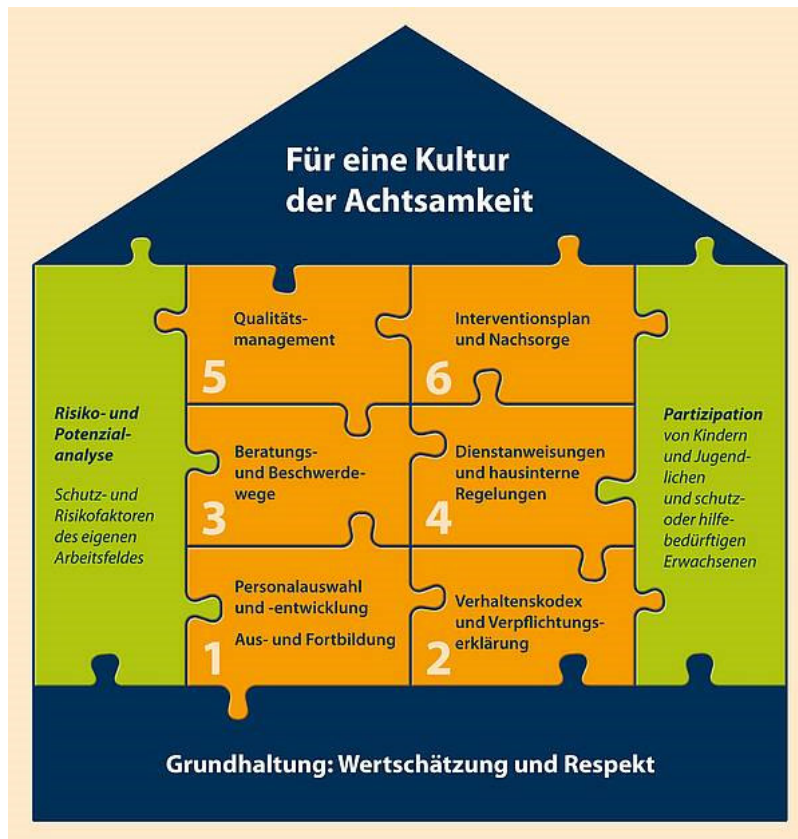 Für eine Kultur
der Achtsamkeit
Risiko- und
Potenzial-
analyse
Schutz- und
Risikofaktoren
des eigenen
Arbeitsfeldes
Qualitäts-
management
5
Interventionsplan
und Nachsorge
6
Beratungs-
und Beschwerde-
wege
3
Dienstanweisungen
und hausinterne
Regelungen
4
Personalauswahl
und -entwicklung
Aus- und Fortbildung
1
Verhaltenskodex
und Verpflichtungs-
erklärung
2
Partizipation
von Kindern
und Jugend-
lichen
und schutz-
oder hilfe-
bedürftigen
Erwachsenen
Grundhaltung: Wertschätzung und Respekt